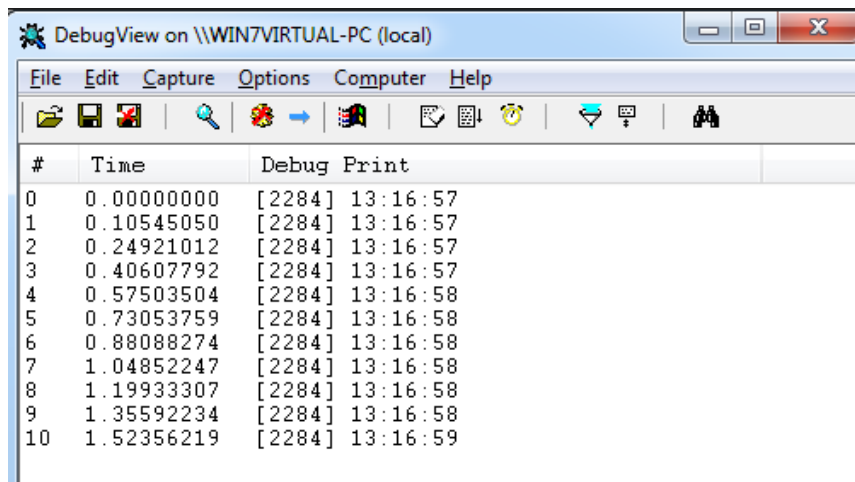 DebugView on \\WIN7VIRTUAL-PC (local)
File Edit Capture Options Computer Help
# Time Debug Print
0 0.00000000 [2284] 13:16:57
1 0.10545050 [2284] 13:16:57
2 0.24921012 [2284] 13:16:57
3 0.40607792 [2284] 13:16:57
4 0.57503504 [2284] 13:16:58
5 0.73053759 [2284] 13:16:58
6 0.88088274 [2284] 13:16:58
7 1.04852247 [2284] 13:16:58
8 1.19933307 [2284] 13:16:58
9 1.35592234 [2284] 13:16:58
10 1.52356219 [2284] 13:16:59